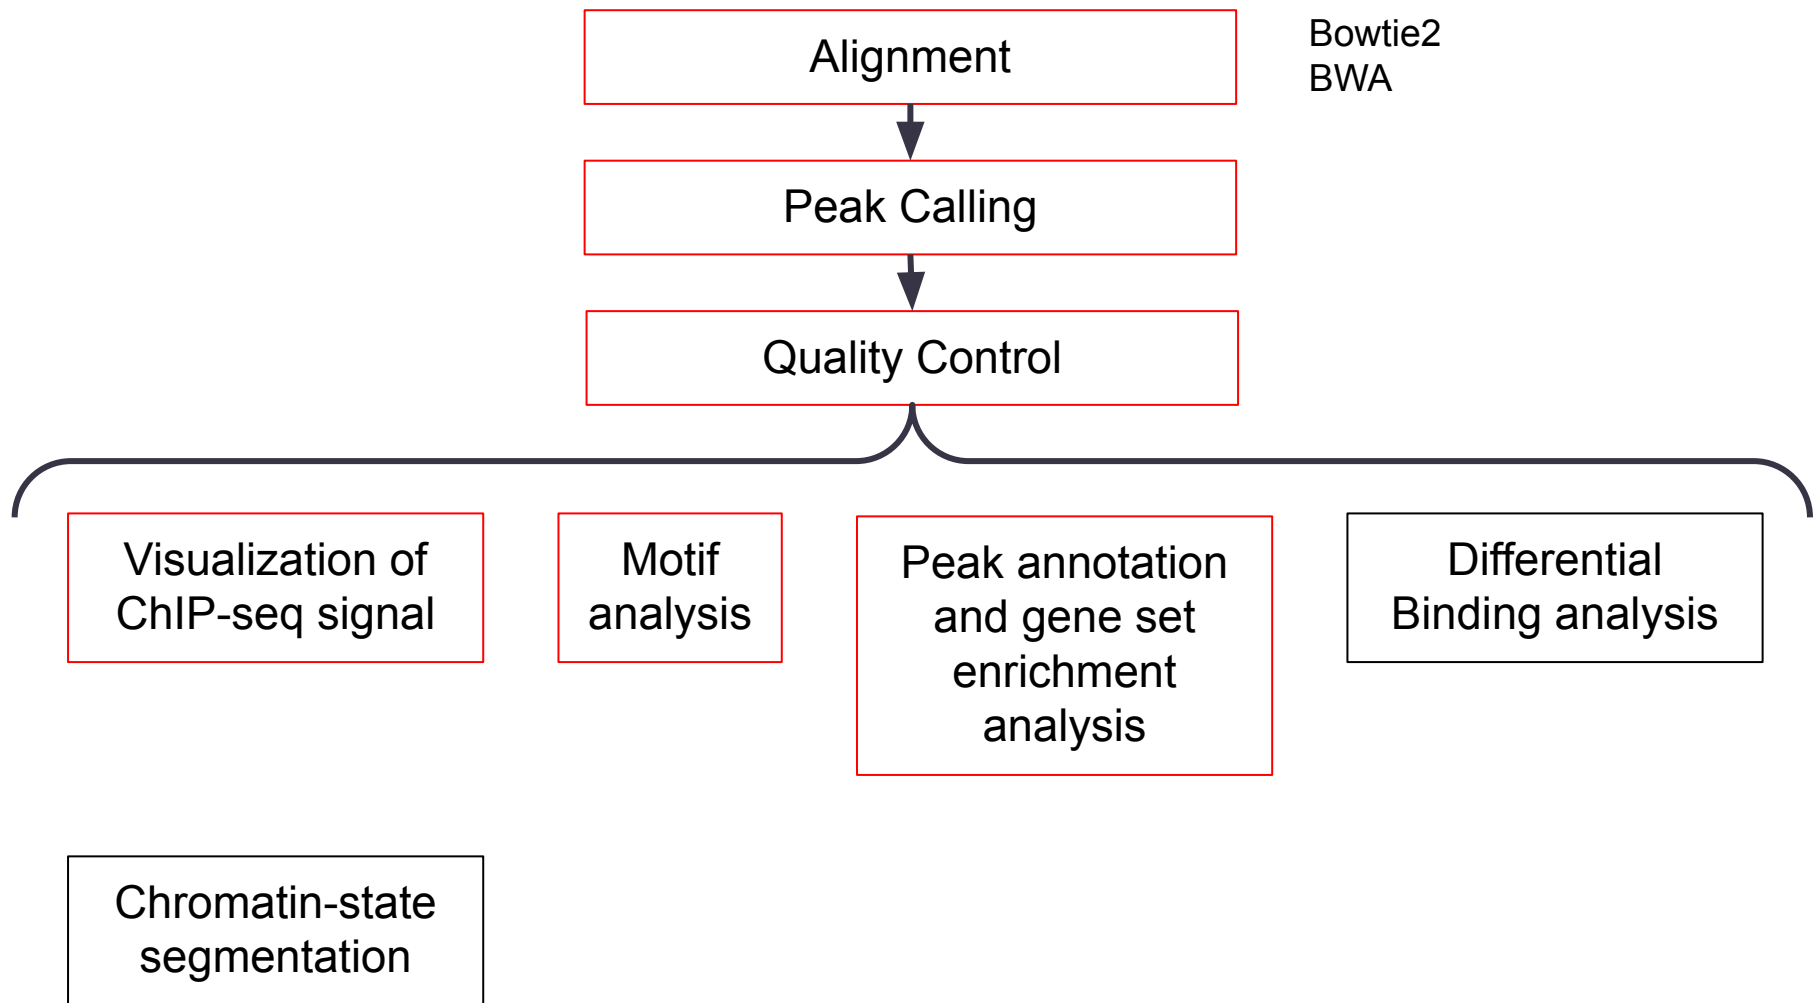 Alignment
Bowtie2
BWA
Peak Calling
Quality Control
Visualization of
ChIP-seq signal
Motif
analysis
Peak annotation
and gene set
enrichment
analysis
Differential
Binding analysis
Chromatin-state
segmentation